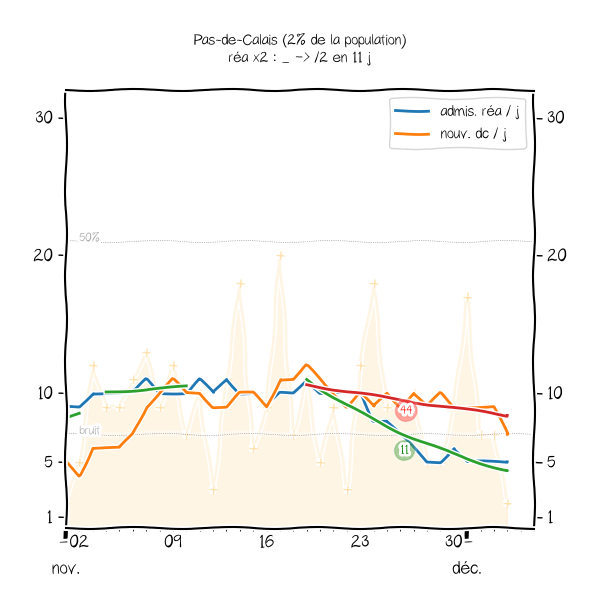 Pas-de-Calais (2% de la population)
réa x2 : _ -> /2 en 11 j
admis. réa / j
nouv. dc / j
30
30
50%
20
20
10
10
44
bruit
11
5
5
1
1
02
09
16
23
30
nov.
déc.